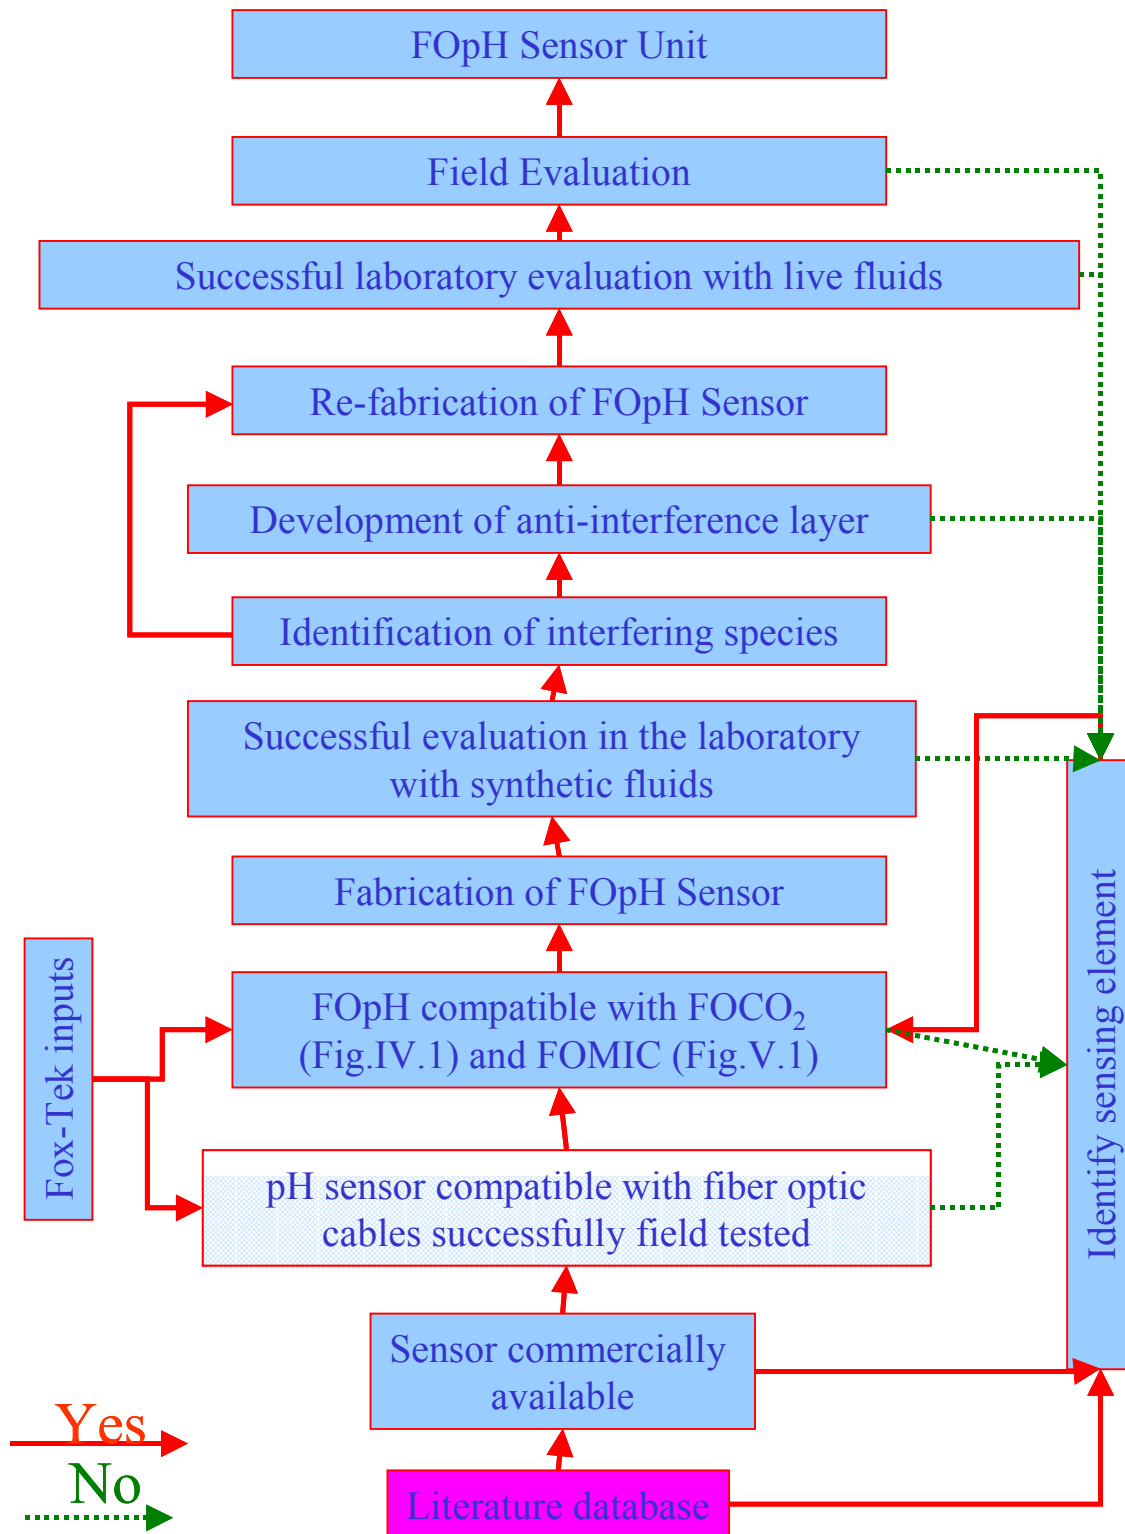 FOpH Sensor Unit
Field Evaluation
Successful laboratory evaluation with live fluids
Re-fabrication of FOpH Sensor
Development of anti-interference layer
Identification of interfering species
Successful evaluation in the laboratory
with synthetic fluids
Fabrication of FOpH Sensor
Fox-Tek inputs
FOpH compatible with FOCO₂
(Fig.IV.1) and FOMIC (Fig.V.1)
Identify sensing element
pH sensor compatible with fiber optic
cables successfully field tested
Sensor commercially
available
Literature database
Yes
No